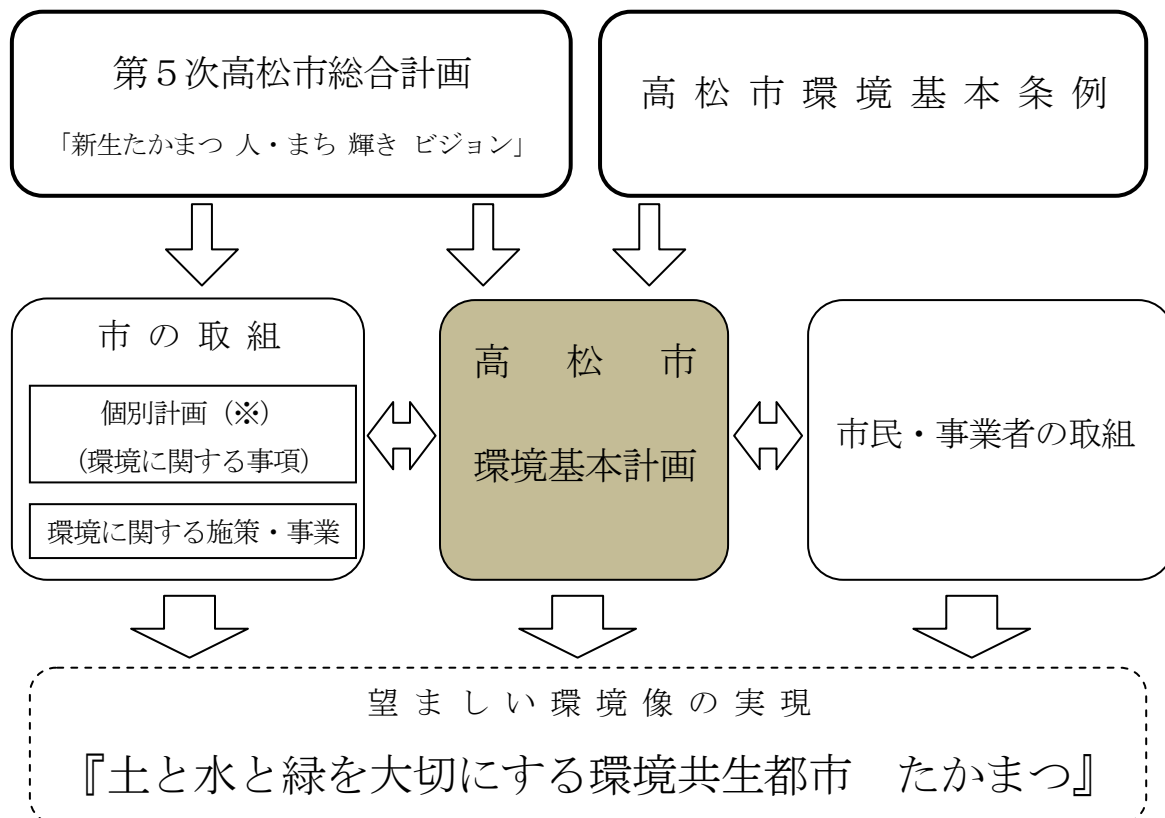 第５次高松市総合計画
「新生たかまつ 人・まち 輝き ビジョン」
高松市環境基本条例
市の取組
個別計画（※）
（環境に関する事項）
環境に関する施策・事業
高松市
環境基本計画
市民・事業者の取組
望ましい環境像の実現
『土と水と緑を大切にする環境共生都市　たかまつ』